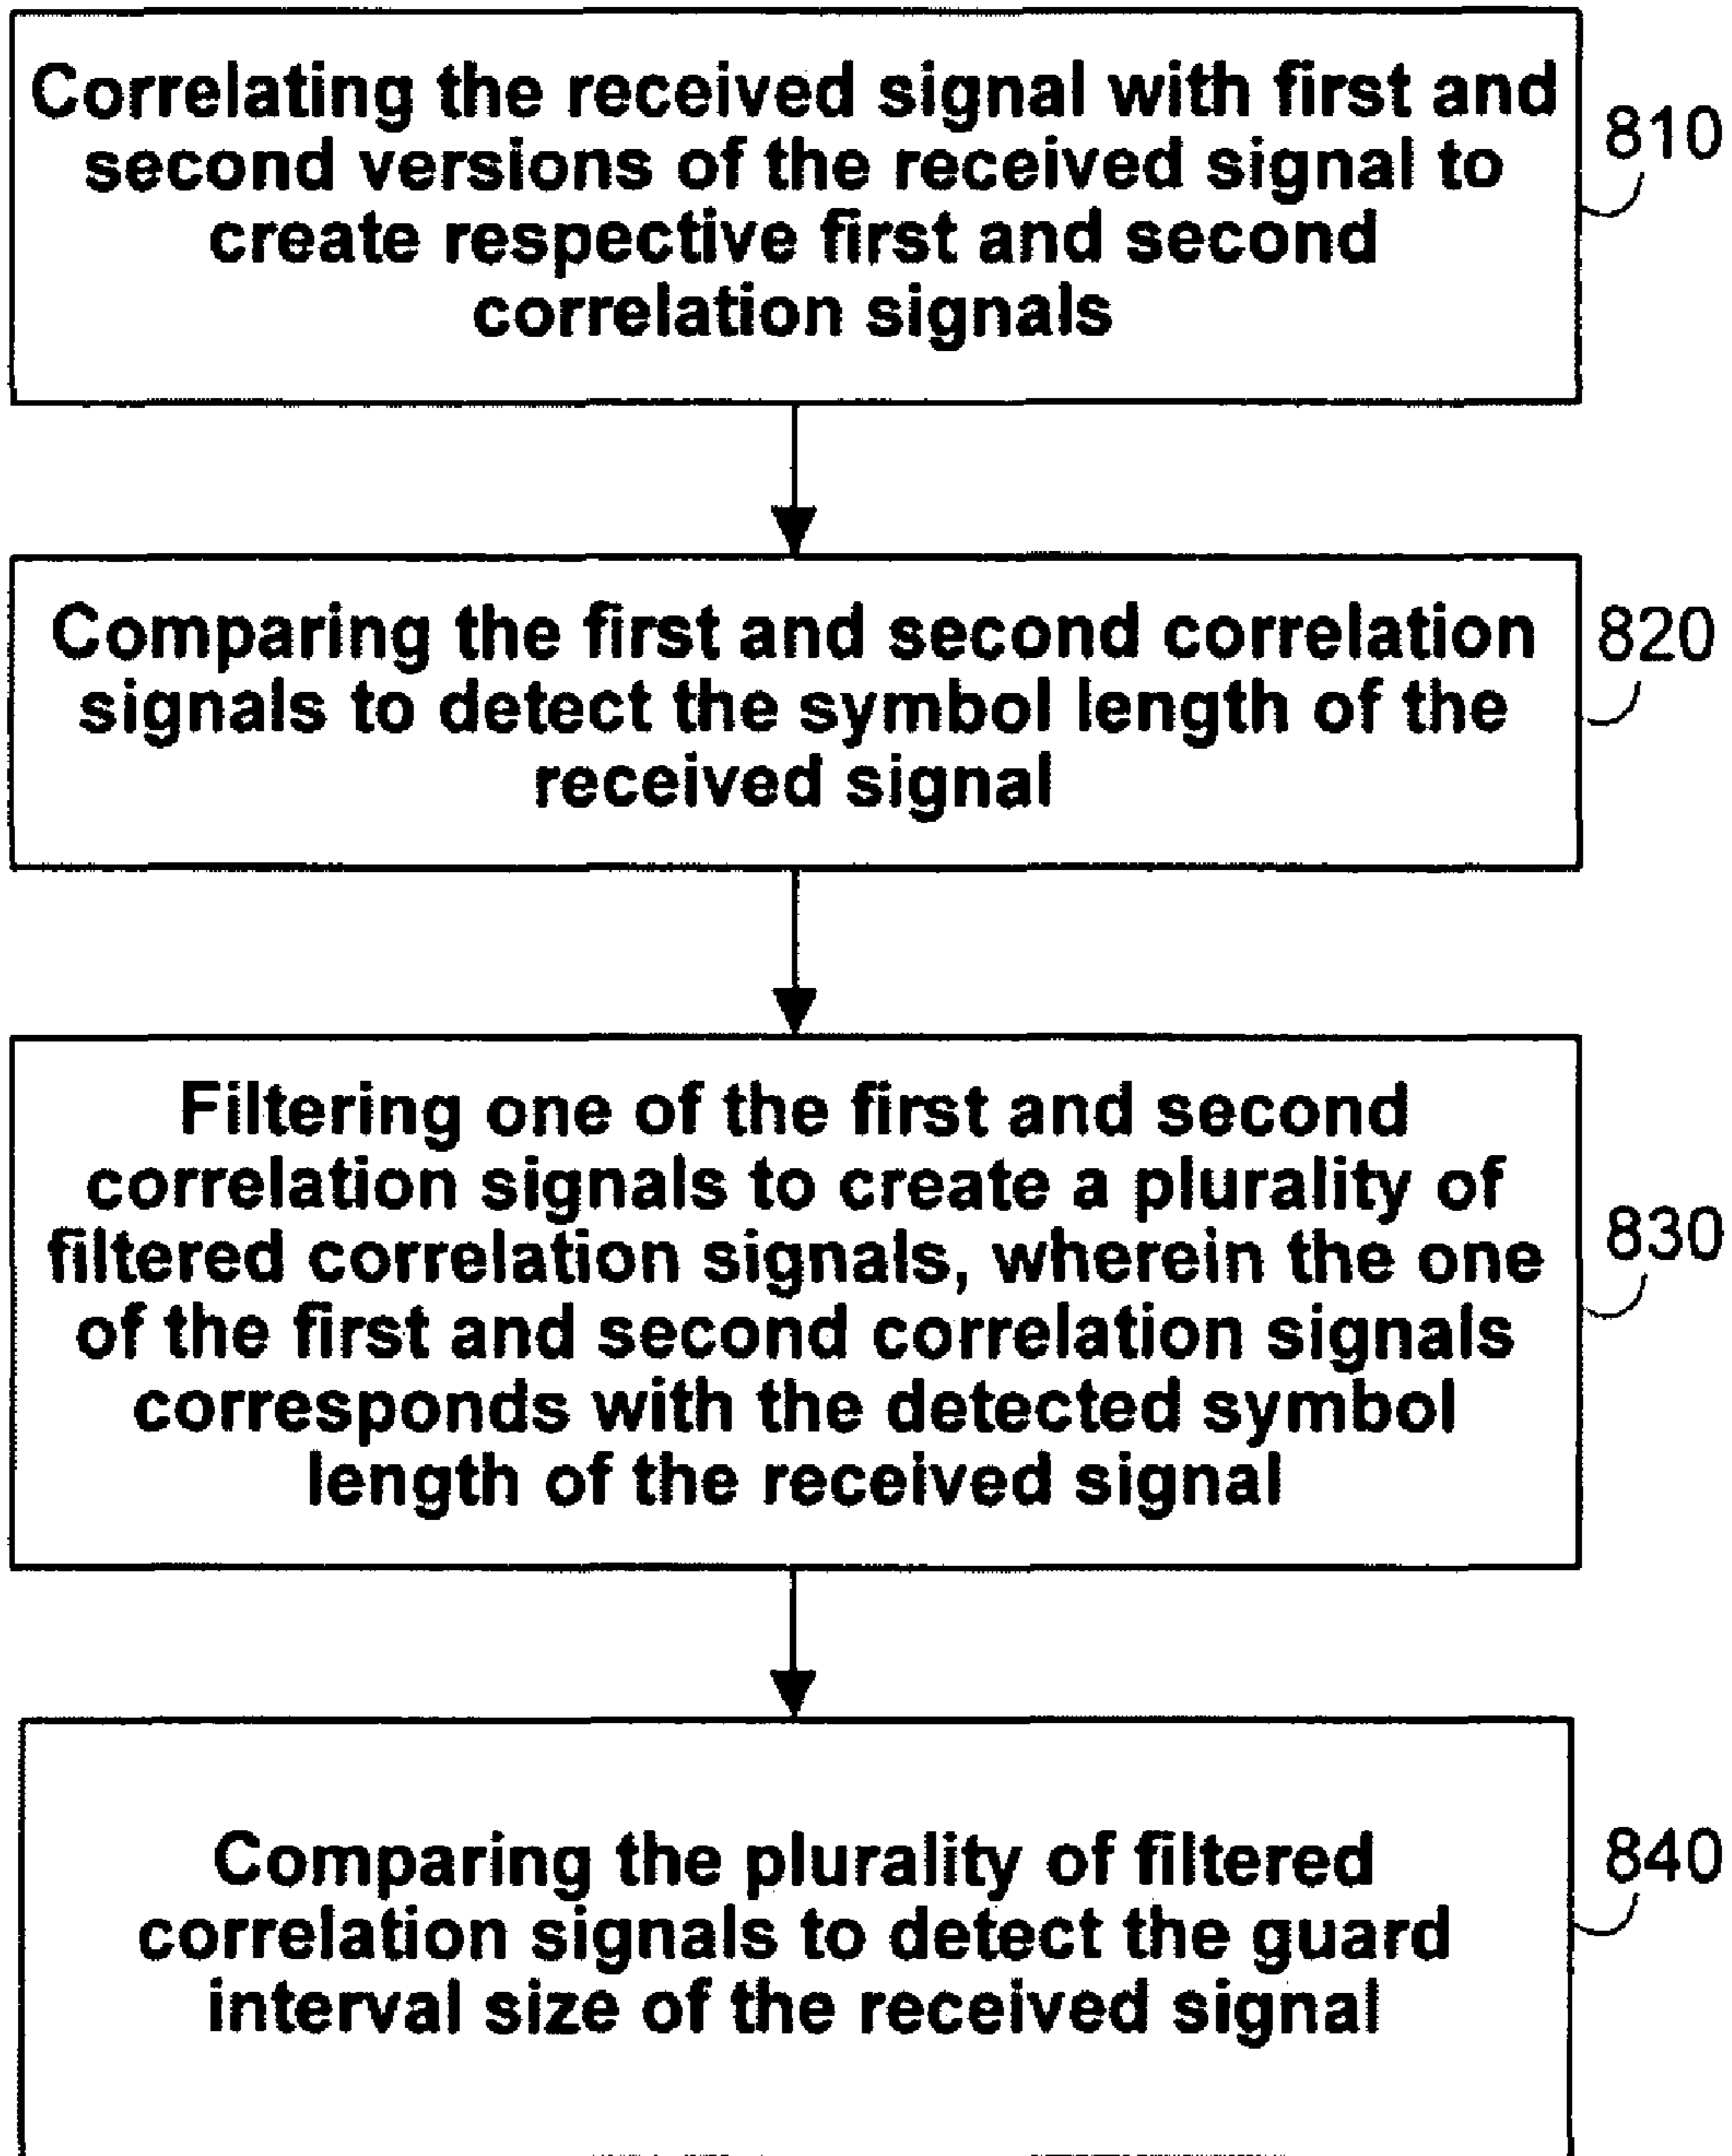 Correlating the received signal with first and
second versions of the received signal to
create respective first and second
correlation signals
810
Comparing the first and second correlation
signals to detect the symbol length of the
received signal
820
Filtering one of the first and second
correlation signals to create a plurality of
filtered correlation signals, wherein the one
of the first and second correlation signals
corresponds with the detected symbol
length of the received signal
830
Comparing the plurality of filtered
correlation signals to detect the guard
interval size of the received signal
840